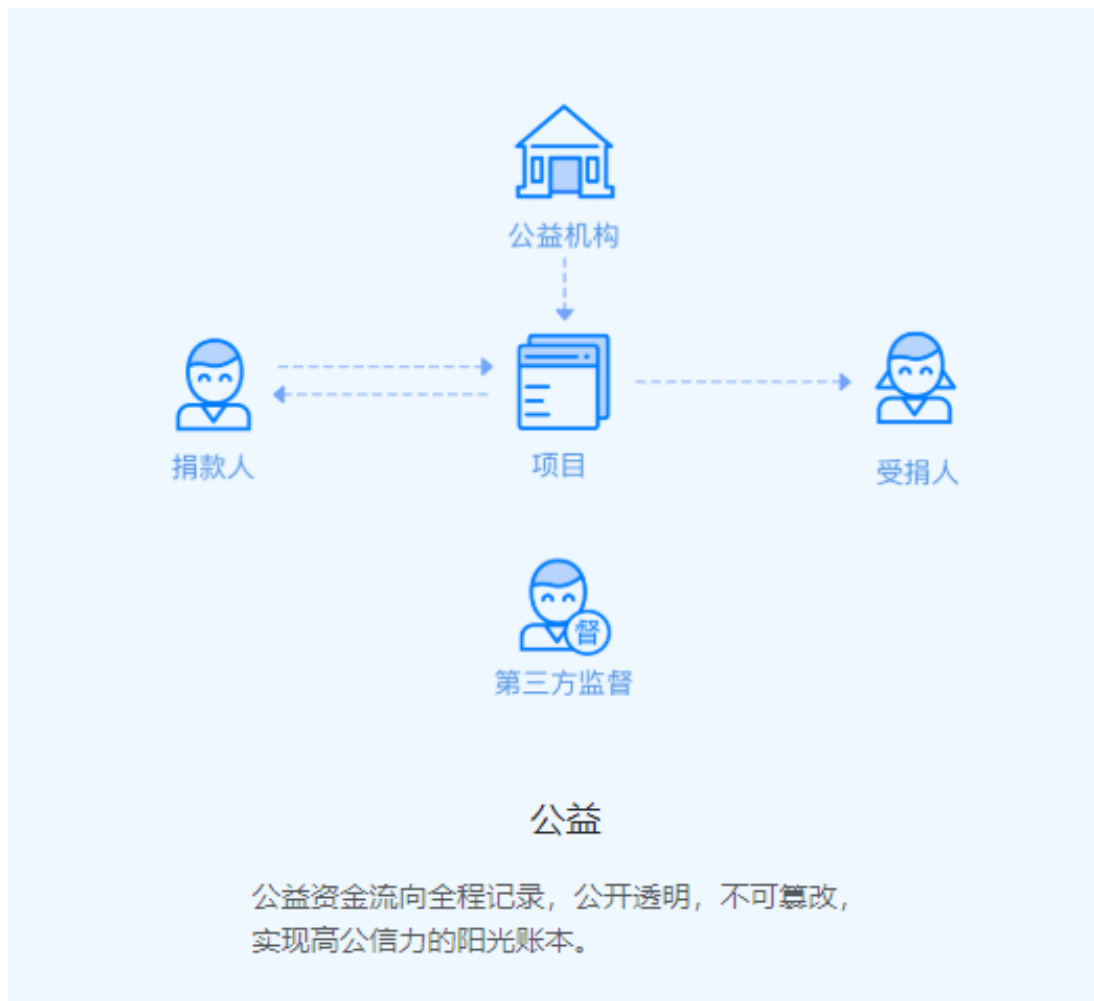 公益机构
捐款人
项目
受捐人
督
第三方监督
公益
公益资金流向全程记录，公开透明，不可篡改，
实现高公信力的阳光账本。